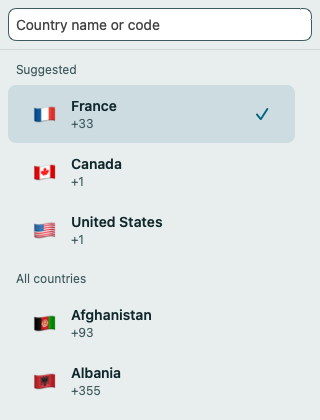 Country name or code
Suggested
France
+33
Canada
+1
United States
+1
All countries
Afghanistan
+93
Albania
+355